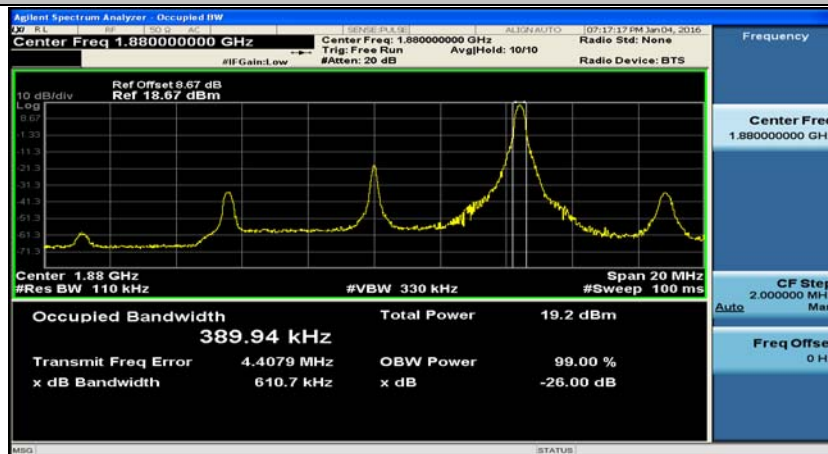 Agilent Spectrum Analyzer - Occupied BW
LXI RL RF 50 Ω AC SENSE:PULSE ALIGN AUTO 07:17:17 PM Jan 04, 2016
Center Freq 1.880000000 GHz Center Freq: 1.880000000 GHz Radio Std: None
Trig: Free Run Avg|Hold: 10/10
#IFGain:Low #Atten: 20 dB Radio Device: BTS
Ref Offset 8.67 dB
10 dB/div Ref 18.67 dBm
Log
8.67
-1.33
-11.3
-21.3
-31.3
-41.3
-51.3
-61.3
-71.3
Center 1.88 GHz Span 20 MHz
#Res BW 110 kHz #VBW 330 kHz #Sweep 100 ms
Occupied Bandwidth Total Power 19.2 dBm
389.94 kHz
Transmit Freq Error 4.4079 MHz OBW Power 99.00 %
x dB Bandwidth 610.7 kHz x dB -26.00 dB
MSG STATUS
Frequency
Center Freq
1.880000000 GH
CF Step
2.000000 MH
Auto Ma
Freq Offse
0 H